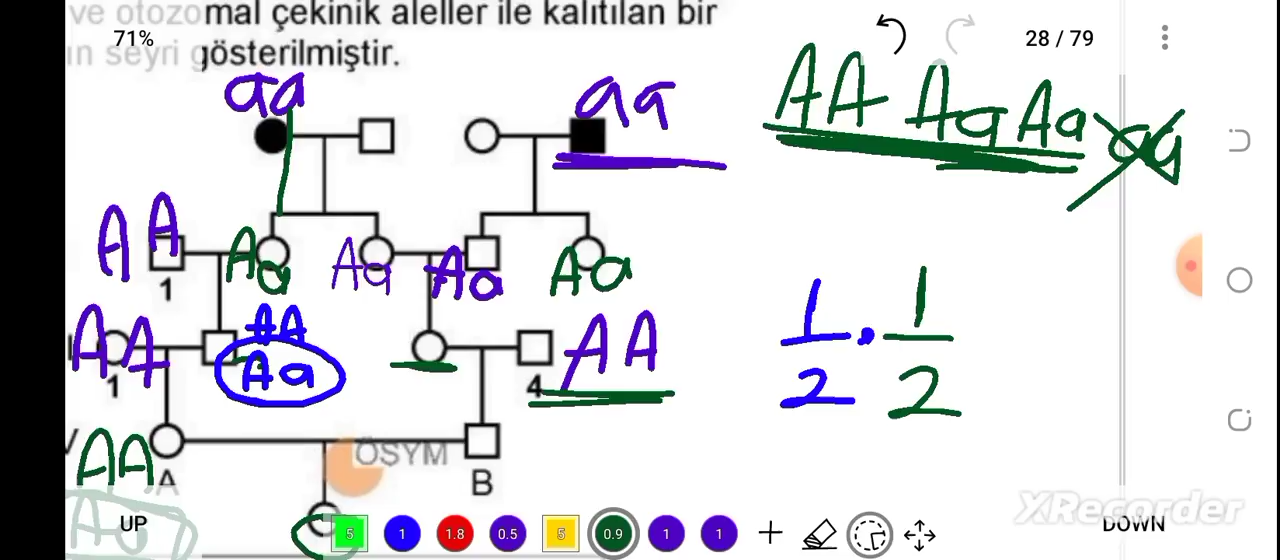 ve otozomal çekinik aleller ile kalıtılan bir
71%
28 / 79
n seyri gösterilmiştir.
aa
aa
AA Aa Aa aa
AA
1
Aa
Aa
Aa
Aa
AA
1
AA
Aa
4
AA
1/2 · 1/2
AA
A
ÖSYM
B
Aa
XRecorder
UP
5
1
1.8
0.5
5
0.9
1
1
DOWN